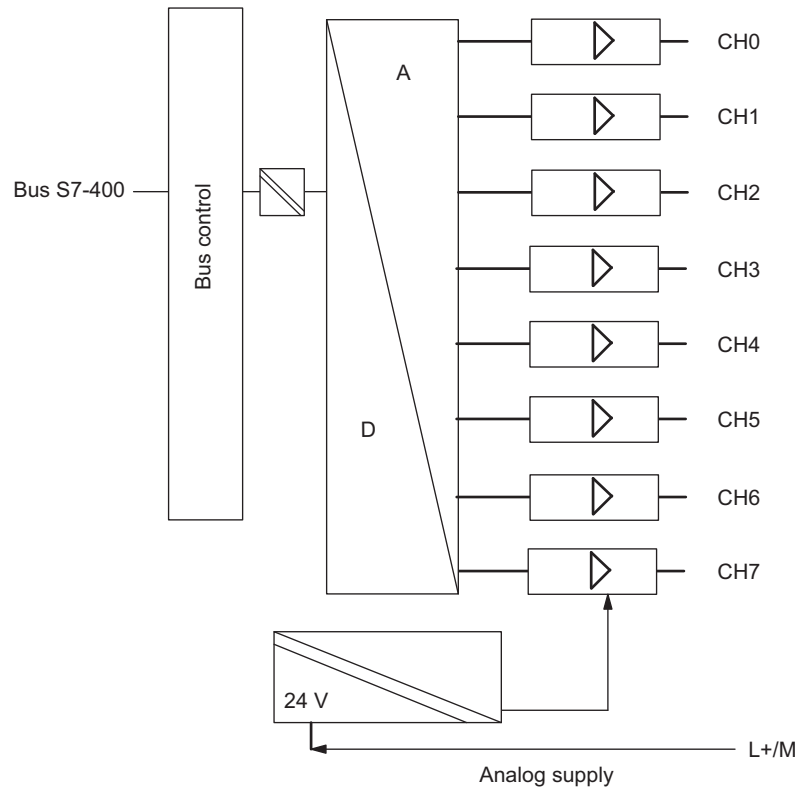 CH0
A
CH1
Bus S7-400
Bus control
CH2
CH3
CH4
D
CH5
CH6
CH7
24 V
L+/M
Analog supply